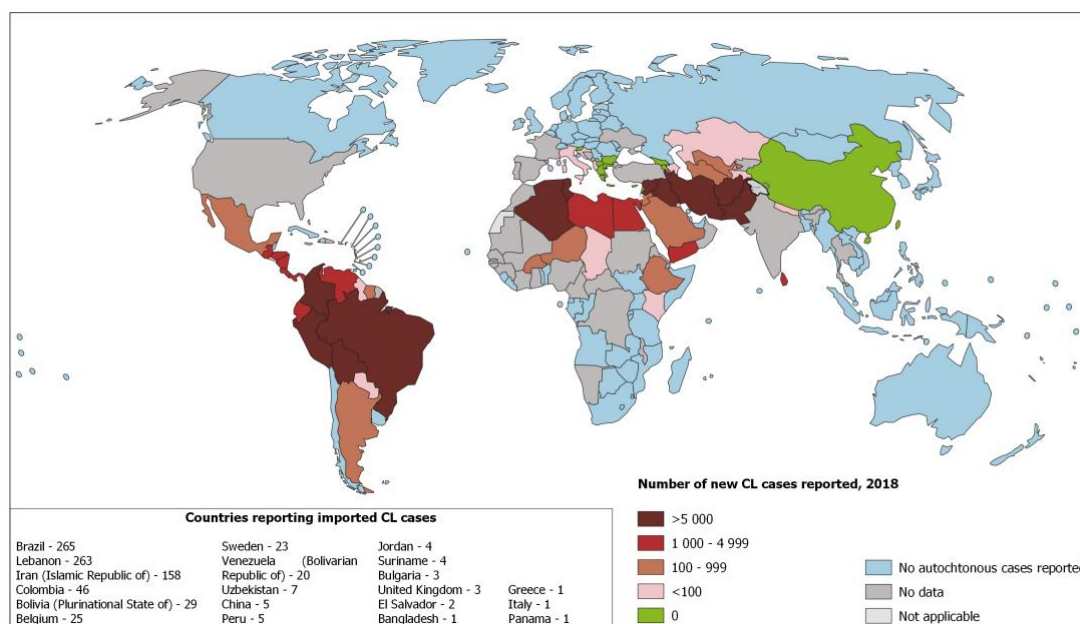 Number of new CL cases reported, 2018
>5 000
1 000 - 4 999
100 - 999
<100
0
No autochtonous cases reported
No data
Not applicable
Countries reporting imported CL cases
Brazil - 265
Lebanon - 263
Iran (Islamic Republic of) - 158
Colombia - 46
Bolivia (Plurinational State of) - 29
Belgium - 25
Sweden - 23
Venezuela (Bolivarian
Republic of) - 20
Uzbekistan - 7
China - 5
Peru - 5
Jordan - 4
Suriname - 4
Bulgaria - 3
United Kingdom - 3
El Salvador - 2
Bangladesh - 1
Greece - 1
Italy - 1
Panama - 1